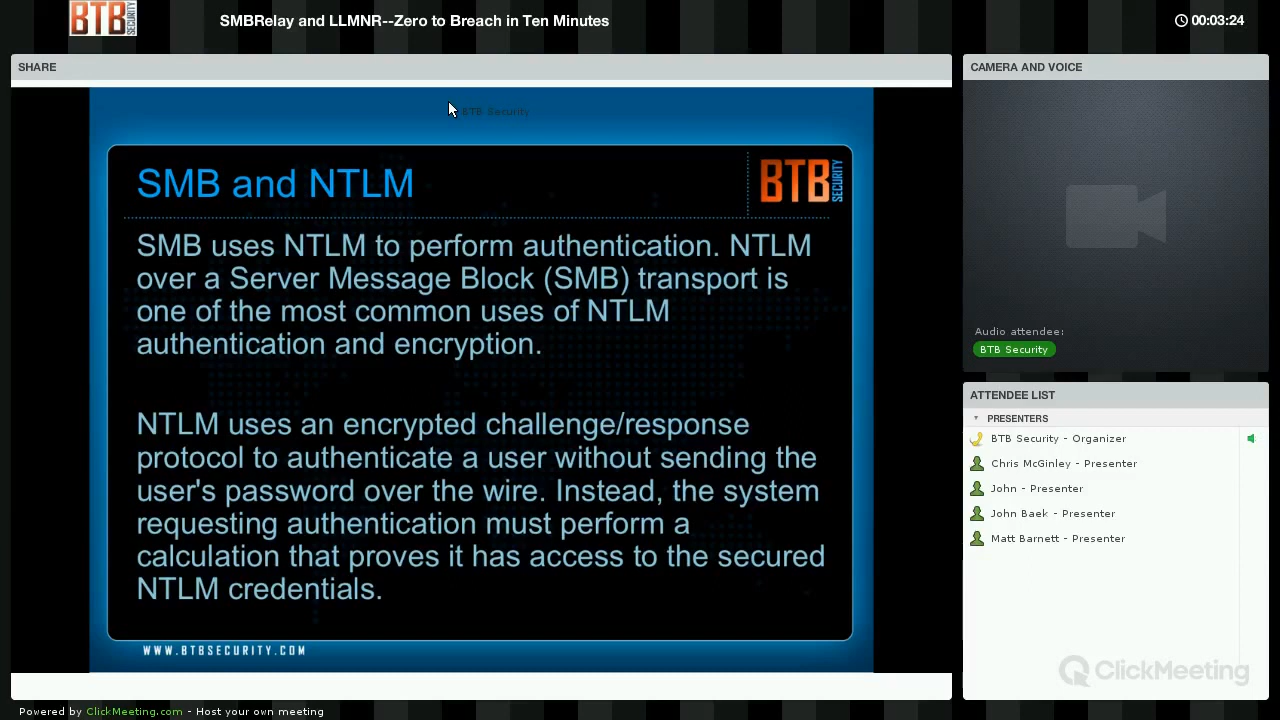 BTB SECURITY
SMBRelay and LLMNR--Zero to Breach in Ten Minutes
00:03:24
SHARE
BTB Security
SMB and NTLM
BTB SECURITY
SMB uses NTLM to perform authentication. NTLM
over a Server Message Block (SMB) transport is
one of the most common uses of NTLM
authentication and encryption.
NTLM uses an encrypted challenge/response
protocol to authenticate a user without sending the
user's password over the wire. Instead, the system
requesting authentication must perform a
calculation that proves it has access to the secured
NTLM credentials.
WWW.BTBSECURITY.COM
CAMERA AND VOICE
Audio attendee:
BTB Security
ATTENDEE LIST
PRESENTERS
BTB Security - Organizer
Chris McGinley - Presenter
John - Presenter
John Baek - Presenter
Matt Barnett - Presenter
ClickMeeting
Powered by ClickMeeting.com - Host your own meeting